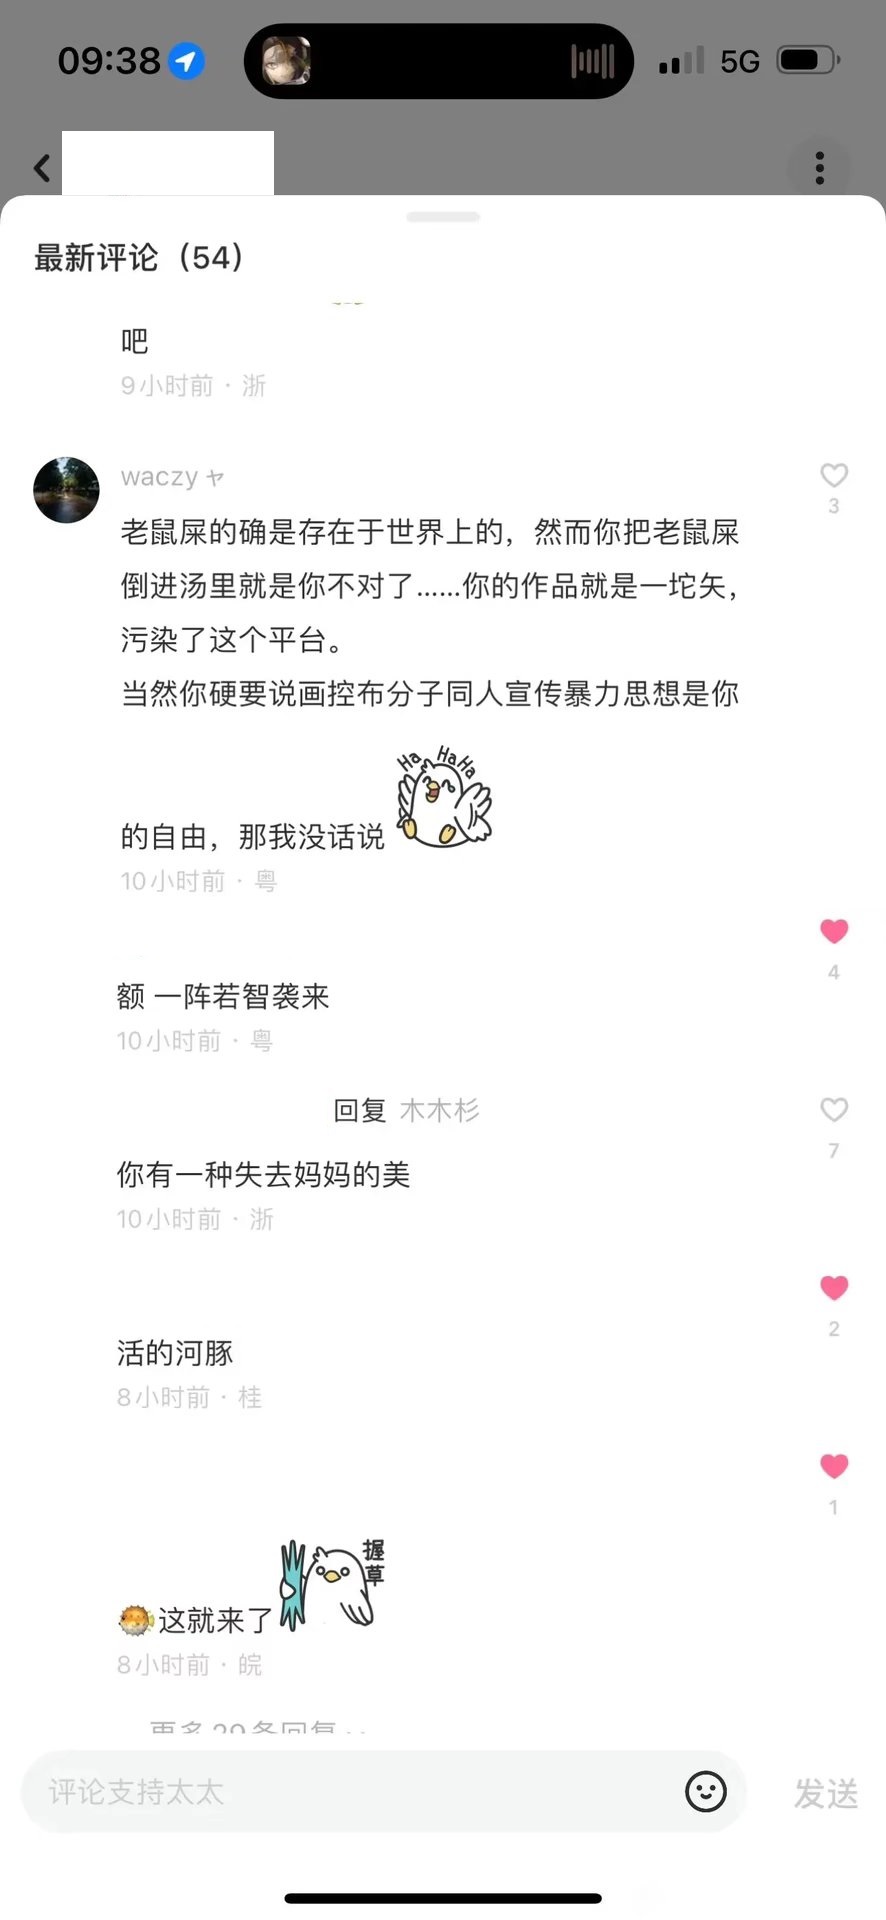 09:38
5G
最新评论（54）
吧
9小时前 · 浙
waczy ヤ
3
老鼠屎的确是存在于世界上的，然而你把老鼠屎
倒进汤里就是你不对了……你的作品就是一坨矢，
污染了这个平台。
当然你硬要说画控布分子同人宣传暴力思想是你
Ha HaHa
的自由，那我没话说
10小时前 · 粤
4
额 一阵若智袭来
10小时前 · 粤
回复 木木杉
7
你有一种失去妈妈的美
10小时前 · 浙
2
活的河豚
8小时前 · 桂
1
握草
这就来了
8小时前 · 皖
更多 29条回复
评论支持太太
发送